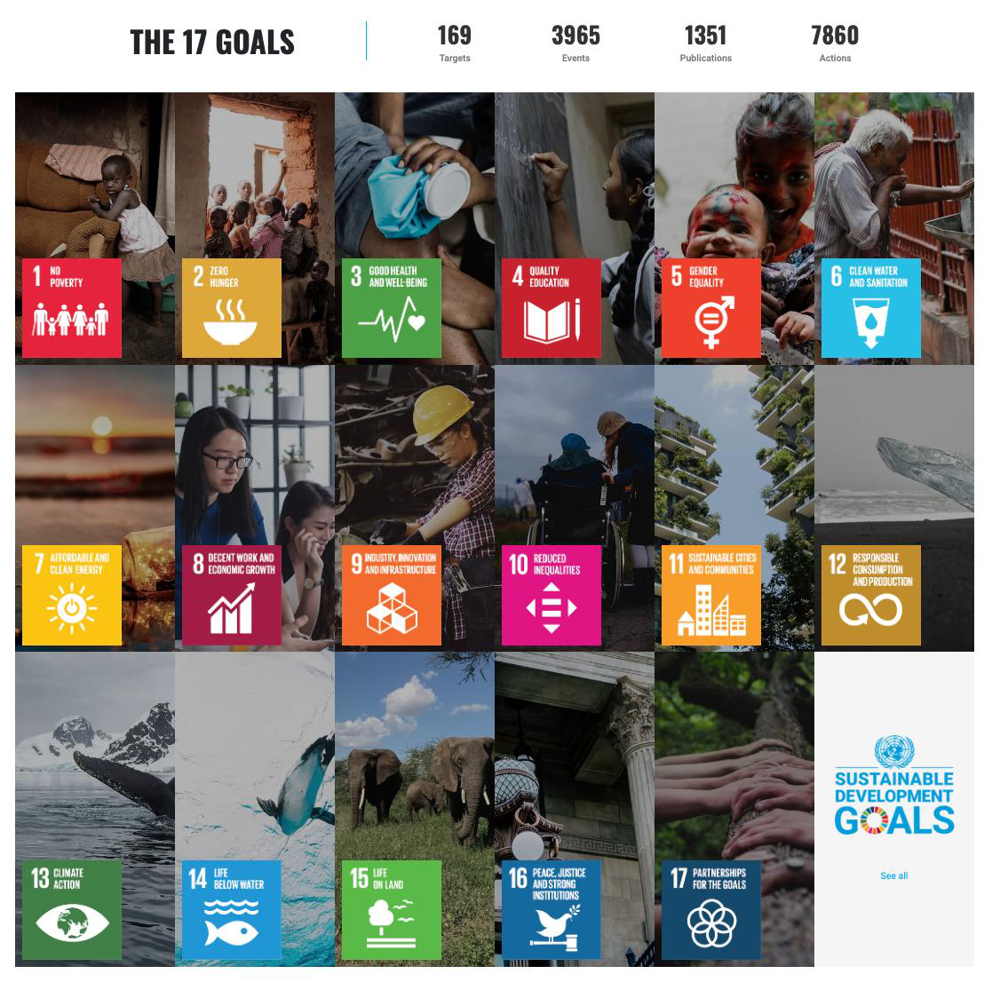 THE 17 GOALS
169
Targets
3965
Events
1351
Publications
7860
Actions
1 NO
POVERTY
2 ZERO
HUNGER
3 GOOD HEALTH
AND WELL-BEING
4 QUALITY
EDUCATION
5 GENDER
EQUALITY
6 CLEAN WATER
AND SANITATION
7 AFFORDABLE AND
CLEAN ENERGY
8 DECENT WORK AND
ECONOMIC GROWTH
9 INDUSTRY, INNOVATION
AND INFRASTRUCTURE
10 REDUCED
INEQUALITIES
11 SUSTAINABLE CITIES
AND COMMUNITIES
12 RESPONSIBLE
CONSUMPTION
AND PRODUCTION
13 CLIMATE
ACTION
14 LIFE
BELOW WATER
15 LIFE
ON LAND
16 PEACE, JUSTICE
AND STRONG
INSTITUTIONS
17 PARTNERSHIPS
FOR THE GOALS
SUSTAINABLE
DEVELOPMENT
GOALS
See all